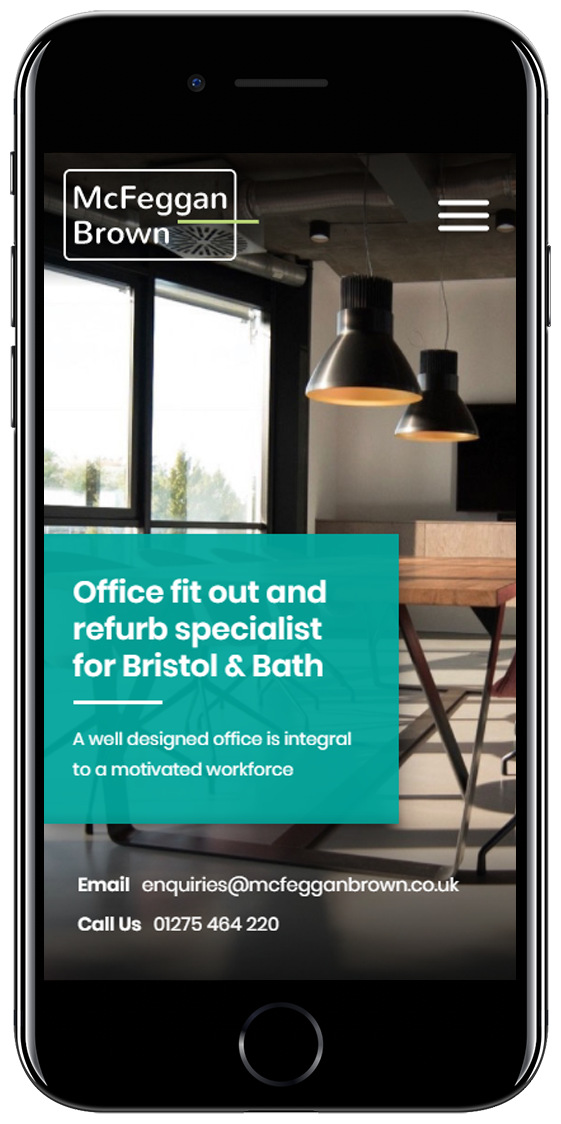 McFeggan
Brown
Office fit out and
refurb specialist
for Bristol & Bath
A well designed office is integral
to a motivated workforce
Email enquiries@mcfegganbrown.co.uk
Call Us 01275 464 220